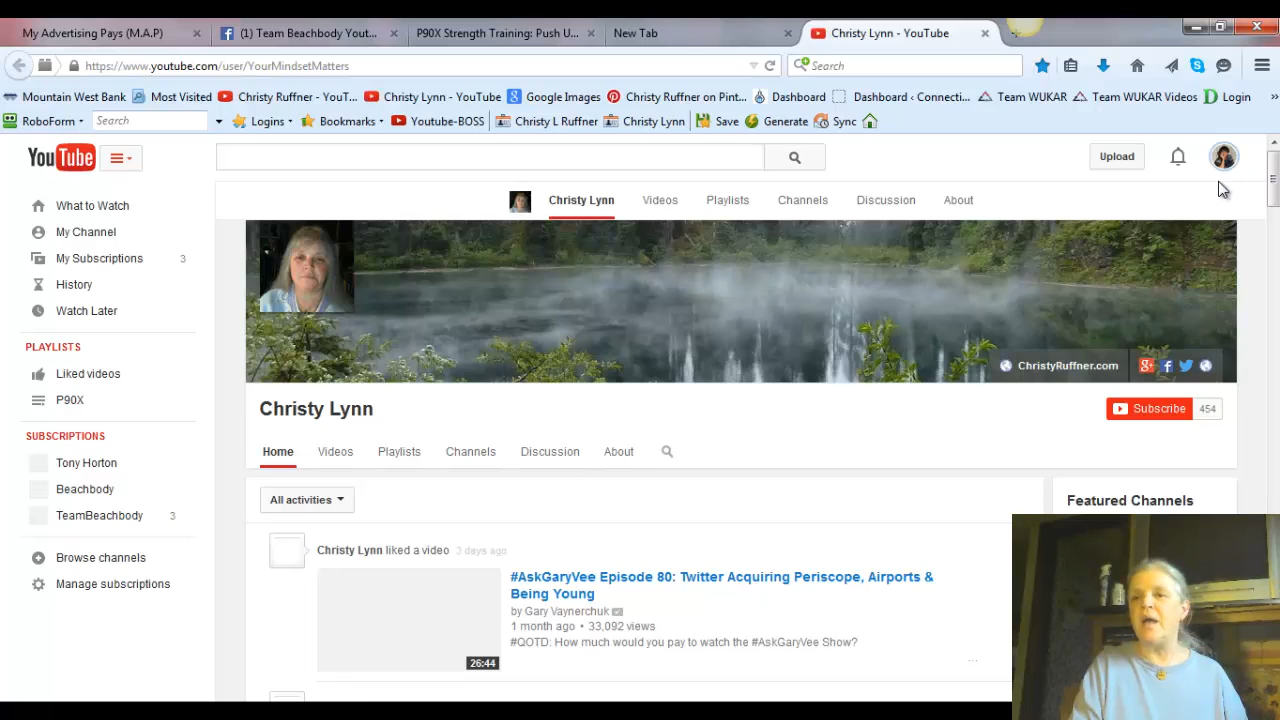 My Advertising Pays (M.A.P)
(1) Team Beachbody Yout...
P90X Strength Training: Push U...
New Tab
Christy Lynn - YouTube
https://www.youtube.com/user/YourMindsetMatters
Search
Mountain West Bank
Most Visited
Christy Ruffner - YouT...
Christy Lynn - YouTube
Google Images
Christy Ruffner on Pint...
Dashboard
Dashboard ‹ Connecti...
Team WUKAR
Team WUKAR Videos
Login
RoboForm
Search
Logins
Bookmarks
Youtube-BOSS
Christy L Ruffner
Christy Lynn
Save
Generate
Sync
YouTube
Upload
Christy Lynn
Videos
Playlists
Channels
Discussion
About
What to Watch
My Channel
My Subscriptions 3
History
Watch Later
PLAYLISTS
Liked videos
P90X
SUBSCRIPTIONS
Tony Horton
Beachbody
TeamBeachbody 3
Browse channels
Manage subscriptions
ChristyRuffner.com
Christy Lynn
Subscribe 454
Home
Videos
Playlists
Channels
Discussion
About
All activities
Featured Channels
Christy Lynn liked a video 3 days ago
#AskGaryVee Episode 80: Twitter Acquiring Periscope, Airports &
Being Young
by Gary Vaynerchuk
1 month ago • 33,092 views
#QOTD: How much would you pay to watch the #AskGaryVee Show?
26:44